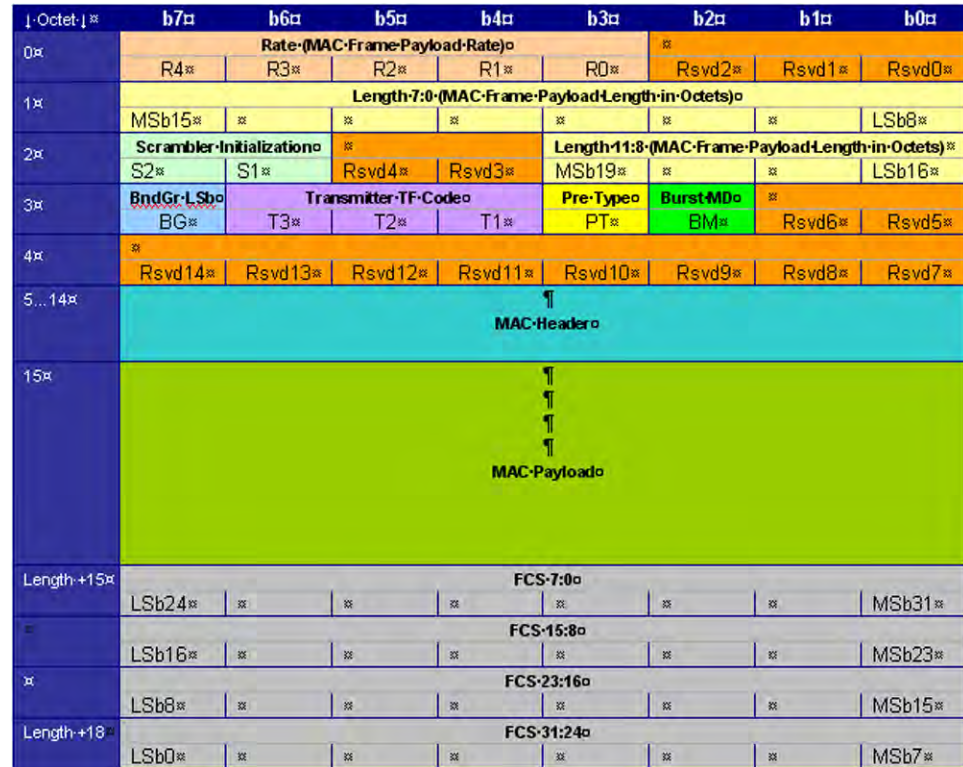 ↓·Octet·↓¤ b7¤ b6¤ b5¤ b4¤ b3¤ b2¤ b1¤ b0¤
0¤ Rate·(MAC·Frame·Payload·Rate)¤ ¤
R4¤ R3¤ R2¤ R1¤ R0¤ Rsvd2¤ Rsvd1¤ Rsvd0¤
1¤ Length·7:0·(MAC·Frame·Payload·Length·in·Octets)¤
MSb15¤ ¤ ¤ ¤ ¤ ¤ ¤ LSb8¤
2¤ Scrambler·Initialization¤ ¤ Length·11:8·(MAC·Frame·Payload·Length·in·Octets)¤
S2¤ S1¤ Rsvd4¤ Rsvd3¤ MSb19¤ ¤ ¤ LSb16¤
3¤ BndGr·LSb¤ Transmitter·TF·Code¤ Pre·Type¤ Burst·MD¤ ¤
BG¤ T3¤ T2¤ T1¤ PT¤ BM¤ Rsvd6¤ Rsvd5¤
4¤ ¤
Rsvd14¤ Rsvd13¤ Rsvd12¤ Rsvd11¤ Rsvd10¤ Rsvd9¤ Rsvd8¤ Rsvd7¤
5...14¤ ¶
MAC·Header¤
15¤ ¶
¶
¶
¶
MAC·Payload¤
Length·+15¤ FCS·7:0¤
LSb24¤ ¤ ¤ ¤ ¤ ¤ ¤ MSb31¤
¤ FCS·15:8¤
LSb16¤ ¤ ¤ ¤ ¤ ¤ ¤ MSb23¤
¤ FCS·23:16¤
LSb8¤ ¤ ¤ ¤ ¤ ¤ ¤ MSb15¤
Length·+18¤ FCS·31:24¤
LSb0¤ ¤ ¤ ¤ ¤ ¤ ¤ MSb7¤